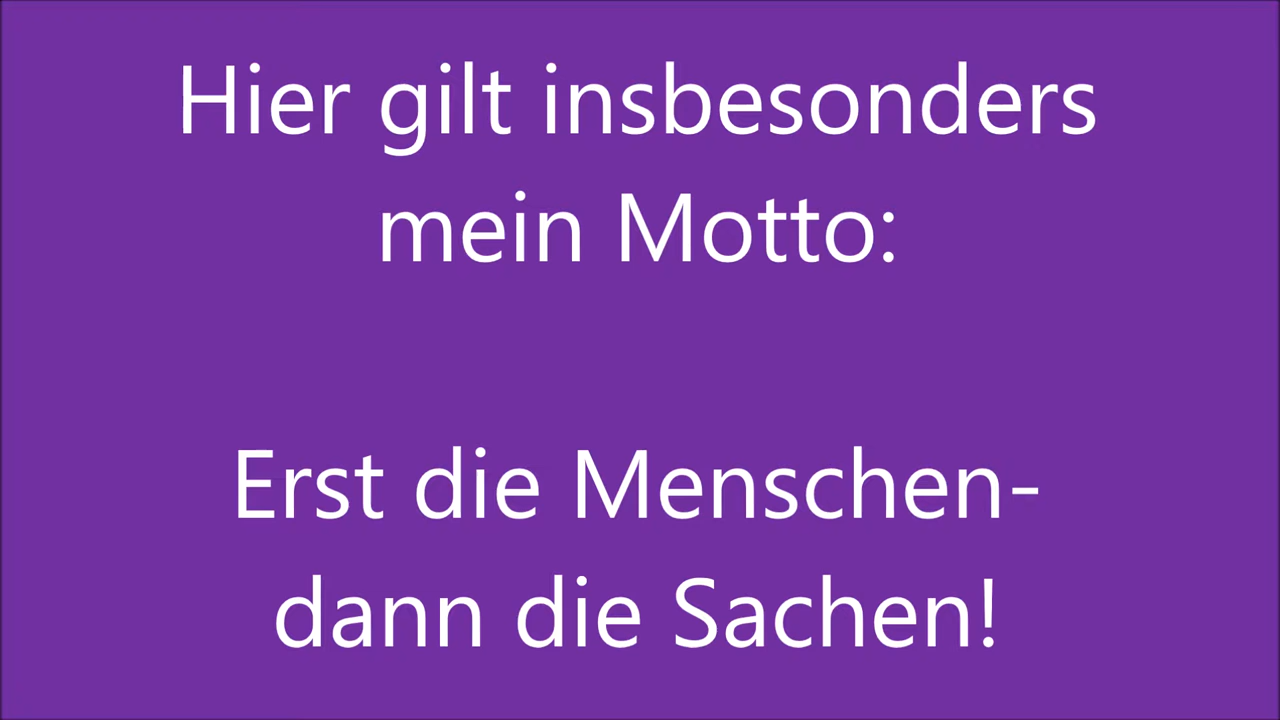 Hier gilt insbesonders
mein Motto:
Erst die Menschen-
dann die Sachen!